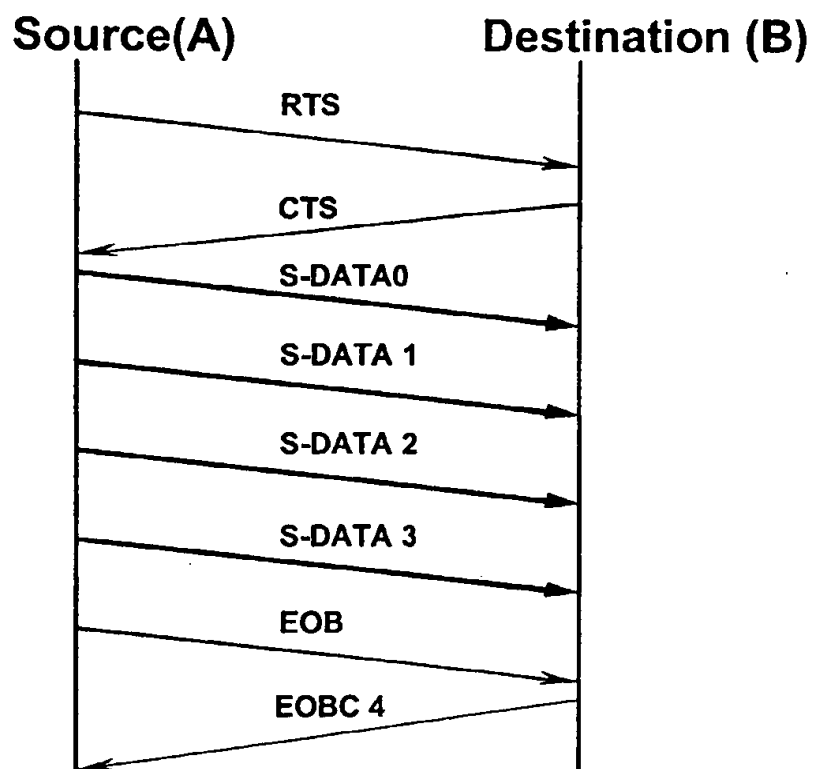 Source(A) Destination (B)
RTS
CTS
S-DATA0
S-DATA 1
S-DATA 2
S-DATA 3
EOB
EOBC 4